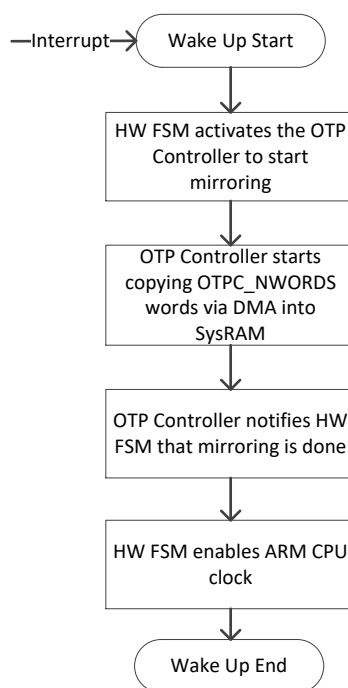 Interrupt
Wake Up Start
HW FSM activates the OTP
Controller to start
mirroring
OTP Controller starts
copying OTPC_NWORDS
words via DMA into
SysRAM
OTP Controller notifies HW
FSM that mirroring is done
HW FSM enables ARM CPU
clock
Wake Up End